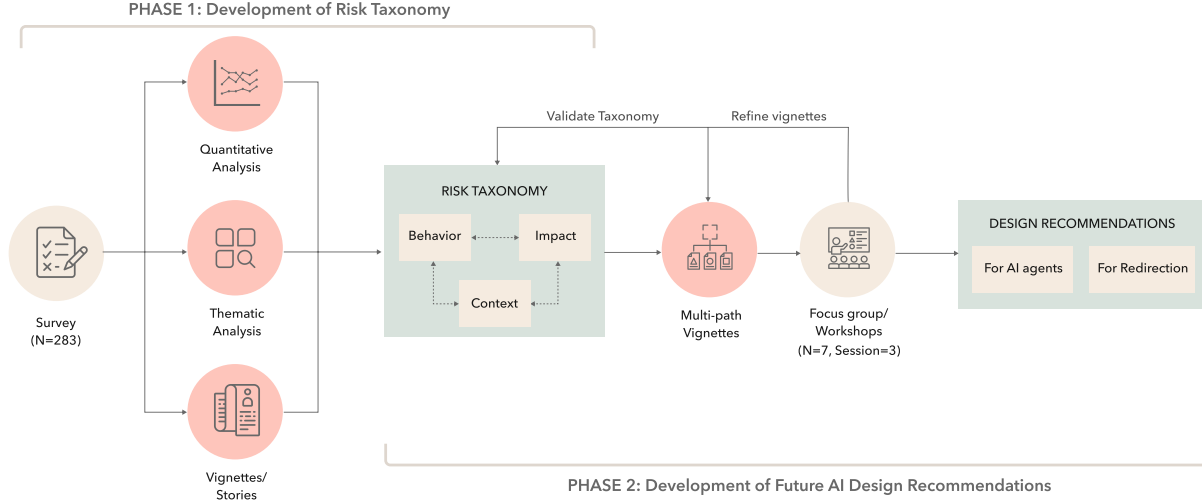 PHASE 1: Development of Risk Taxonomy
Survey
(N=283)
Quantitative
Analysis
Thematic
Analysis
Vignettes/
Stories
Validate Taxonomy
Refine vignettes
RISK TAXONOMY
Behavior
Impact
Context
Multi-path
Vignettes
Focus group/
Workshops
(N=7, Session=3)
DESIGN RECOMMENDATIONS
For AI agents
For Redirection
PHASE 2: Development of Future AI Design Recommendations